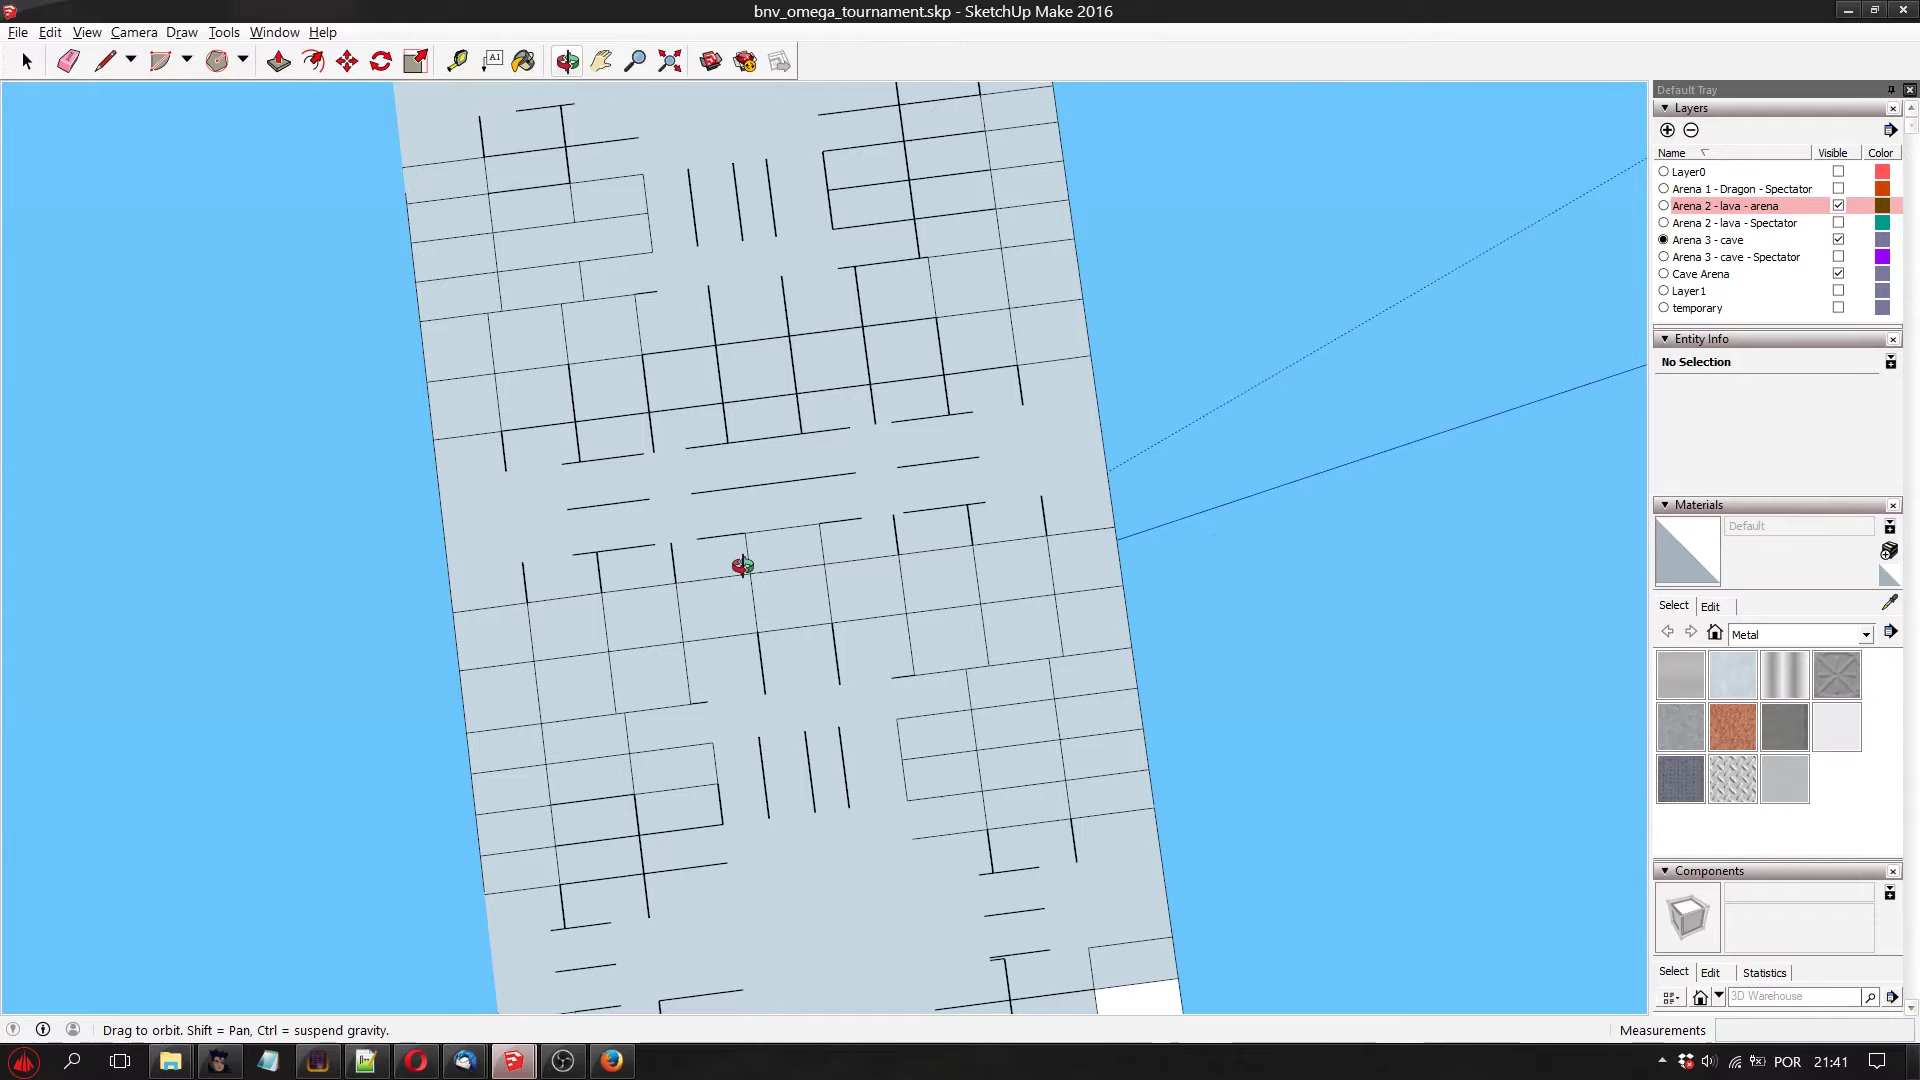 bnv_omega_tournament.skp - SketchUp Make 2016
File Edit View Camera Draw Tools Window Help
A1
Default Tray
Layers
Name Visible Color
Layer0
Arena 1 - Dragon - Spectator
Arena 2 - lava - arena
Arena 2 - lava - Spectator
Arena 3 - cave
Arena 3 - cave - Spectator
Cave Arena
Layer1
temporary
Entity Info
No Selection
Materials
Default
Select Edit
Metal
Components
Select Edit Statistics
3D Warehouse
Drag to orbit. Shift = Pan, Ctrl = suspend gravity.
Measurements
POR 21:41